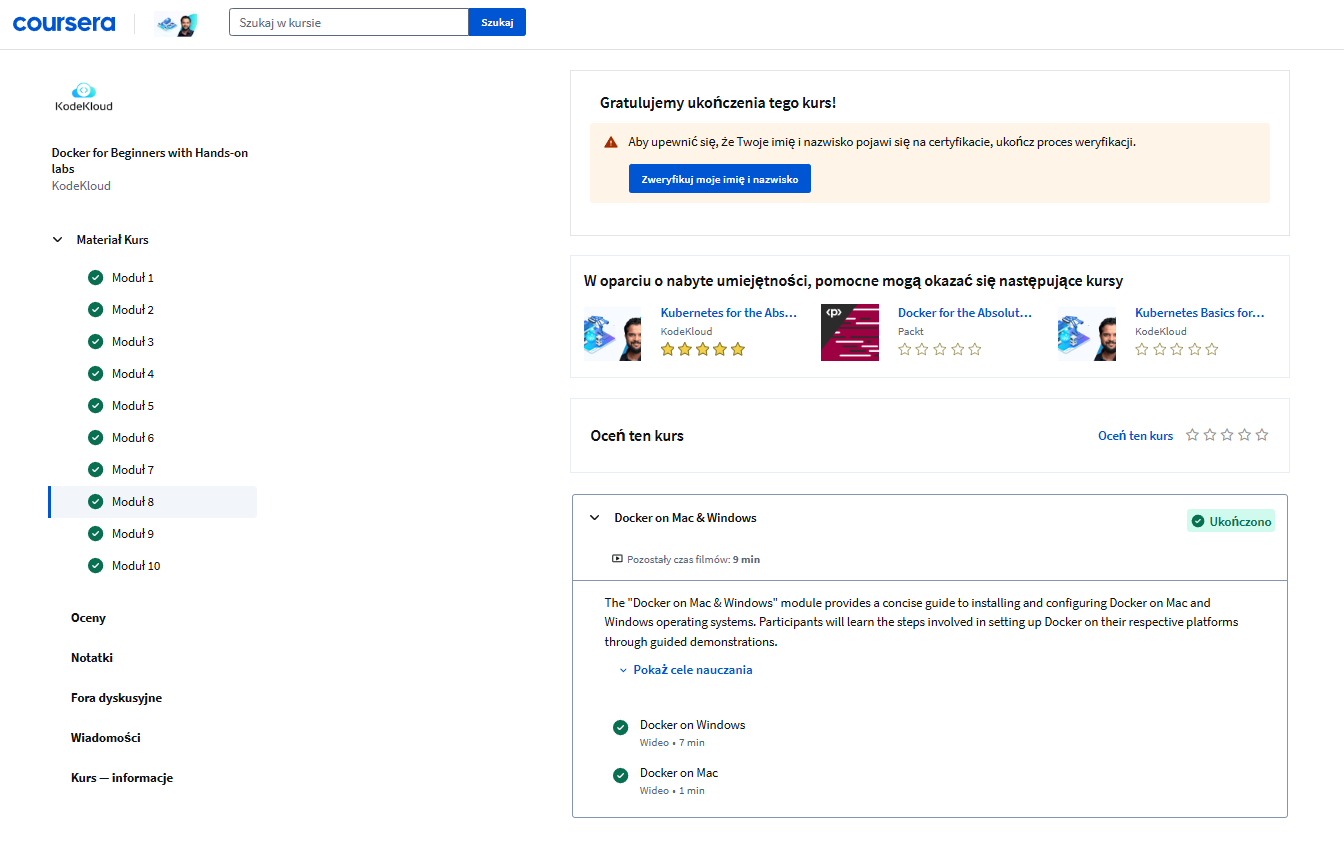 coursera
Szukaj w kursie
Szukaj
KodeKloud
Docker for Beginners with Hands-on
labs
KodeKloud
Materiał Kurs
Moduł 1
Moduł 2
Moduł 3
Moduł 4
Moduł 5
Moduł 6
Moduł 7
Moduł 8
Moduł 9
Moduł 10
Oceny
Notatki
Fora dyskusyjne
Wiadomości
Kurs — informacje
Gratulujemy ukończenia tego kurs!
Aby upewnić się, że Twoje imię i nazwisko pojawi się na certyfikacie, ukończ proces weryfikacji.
Zweryfikuj moje imię i nazwisko
W oparciu o nabyte umiejętności, pomocne mogą okazać się następujące kursy
Kubernetes for the Abs...
KodeKloud
<p>
Docker for the Absolut...
Packt
Kubernetes Basics for...
KodeKloud
Oceń ten kurs
Oceń ten kurs
Docker on Mac & Windows
Ukończono
Pozostały czas filmów: 9 min
The "Docker on Mac & Windows" module provides a concise guide to installing and configuring Docker on Mac and
Windows operating systems. Participants will learn the steps involved in setting up Docker on their respective platforms
through guided demonstrations.
Pokaż cele nauczania
Docker on Windows
Wideo • 7 min
Docker on Mac
Wideo • 1 min